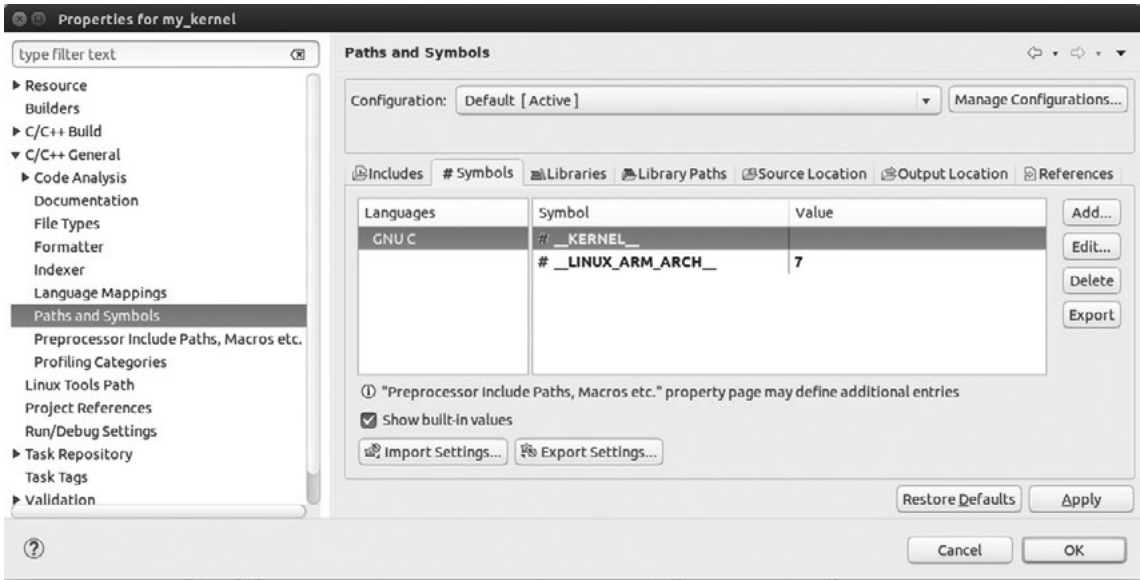 Properties for my_kernel
type filter text
Resource
Builders
C/C++ Build
C/C++ General
Code Analysis
Documentation
File Types
Formatter
Indexer
Language Mappings
Paths and Symbols
Preprocessor Include Paths, Macros etc.
Profiling Categories
Linux Tools Path
Project References
Run/Debug Settings
Task Repository
Task Tags
Validation
Paths and Symbols
Configuration: Default [Active] Manage Configurations...
Includes # Symbols Libraries Library Paths Source Location Output Location References
Languages Symbol Value Add...
GNU C # __KERNEL__ Edit...
# __LINUX_ARM_ARCH__ 7
Delete
Export
"Preprocessor Include Paths, Macros etc." property page may define additional entries
Show built-in values
Import Settings... Export Settings...
Restore Defaults Apply
? Cancel OK